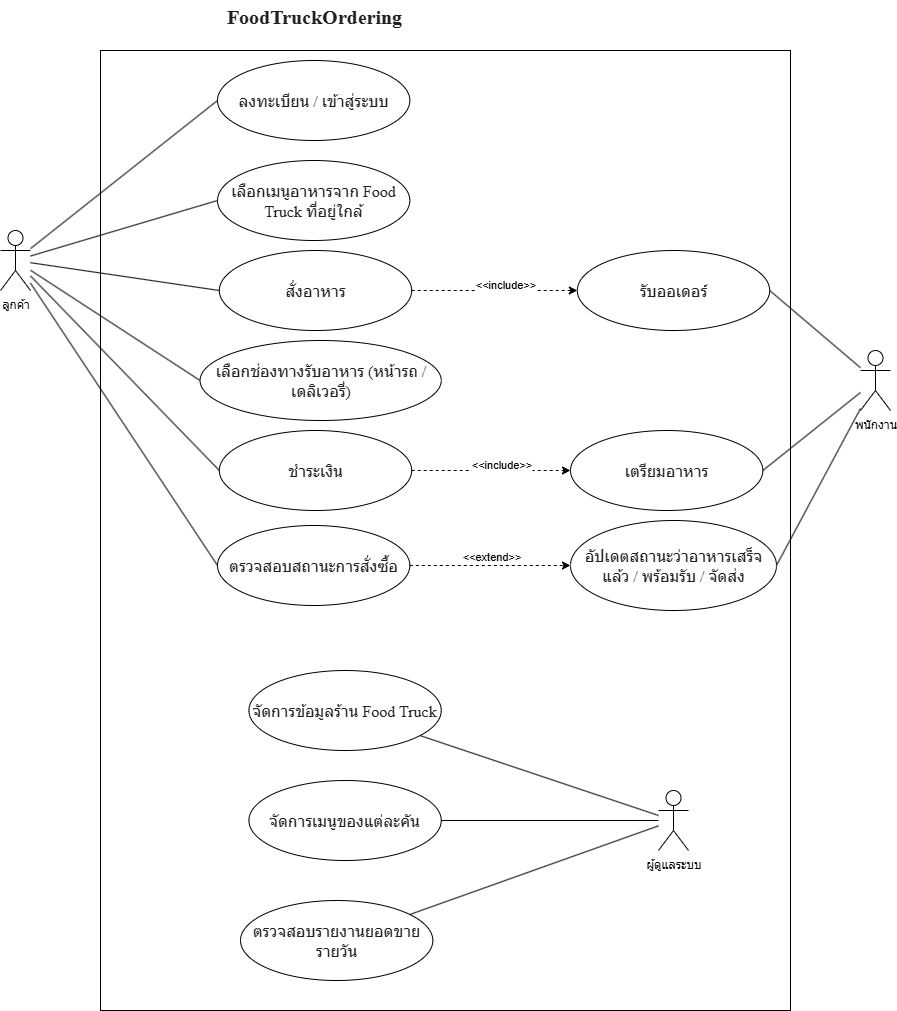 FoodTruckOrdering
ลงทะเบียน / เข้าสู่ระบบ
เลือกเมนูอาหารจาก Food
Truck ที่อยู่ใกล้
ลูกค้า
สั่งอาหาร
<<include>>
รับออเดอร์
เลือกช่องทางรับอาหาร (หน้ารถ /
เดลิเวอรี่)
พนักงาน
ชำระเงิน
<<include>>
เตรียมอาหาร
ตรวจสอบสถานะการสั่งซื้อ
<<extend>>
อัปเดตสถานะว่าอาหารเสร็จ
แล้ว / พร้อมรับ / จัดส่ง
จัดการข้อมูลร้าน Food Truck
จัดการเมนูของแต่ละคัน
ผู้ดูแลระบบ
ตรวจสอบรายงานยอดขาย
รายวัน